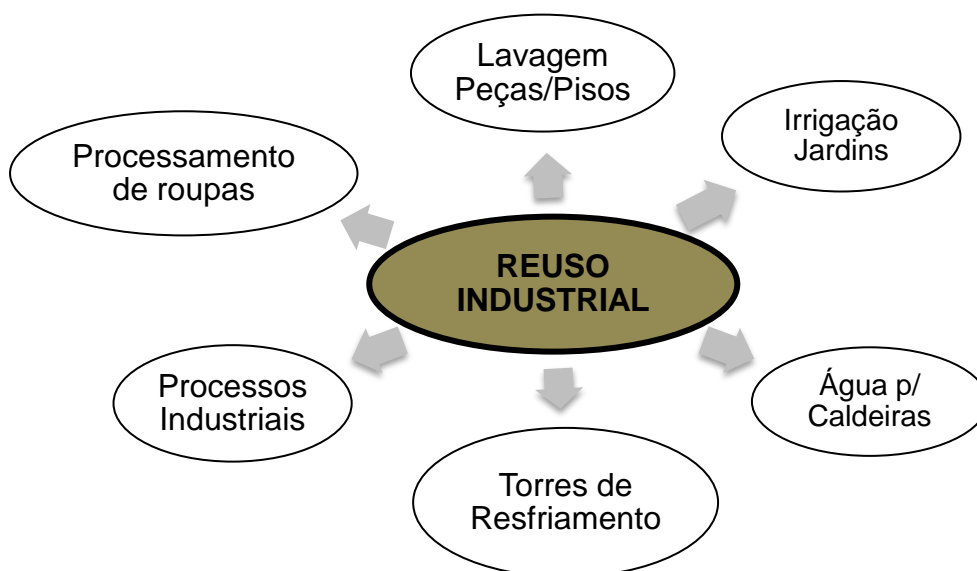 Lavagem
Peças/Pisos
Irrigação
Jardins
Processamento
de roupas
REUSO
INDUSTRIAL
Processos
Industriais
Água p/
Caldeiras
Torres de
Resfriamento